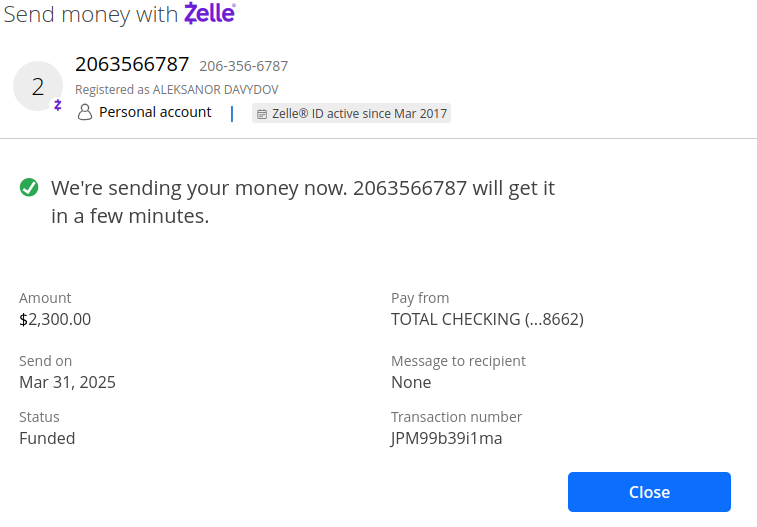 Send money with Zelle
2
2063566787 206-356-6787
Registered as ALEKSANOR DAVYDOV
Personal account | Zelle® ID active since Mar 2017
We're sending your money now. 2063566787 will get it
in a few minutes.
Amount
$2,300.00
Pay from
TOTAL CHECKING (...8662)
Send on
Mar 31, 2025
Message to recipient
None
Status
Funded
Transaction number
JPM99b39i1ma
Close